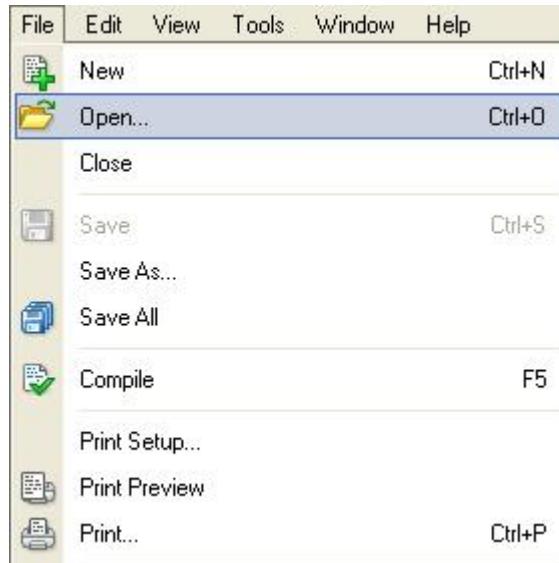 File Edit View Tools Window Help
New Ctrl+N
Open... Ctrl+O
Close
Save Ctrl+S
Save As...
Save All
Compile F5
Print Setup...
Print Preview
Print... Ctrl+P